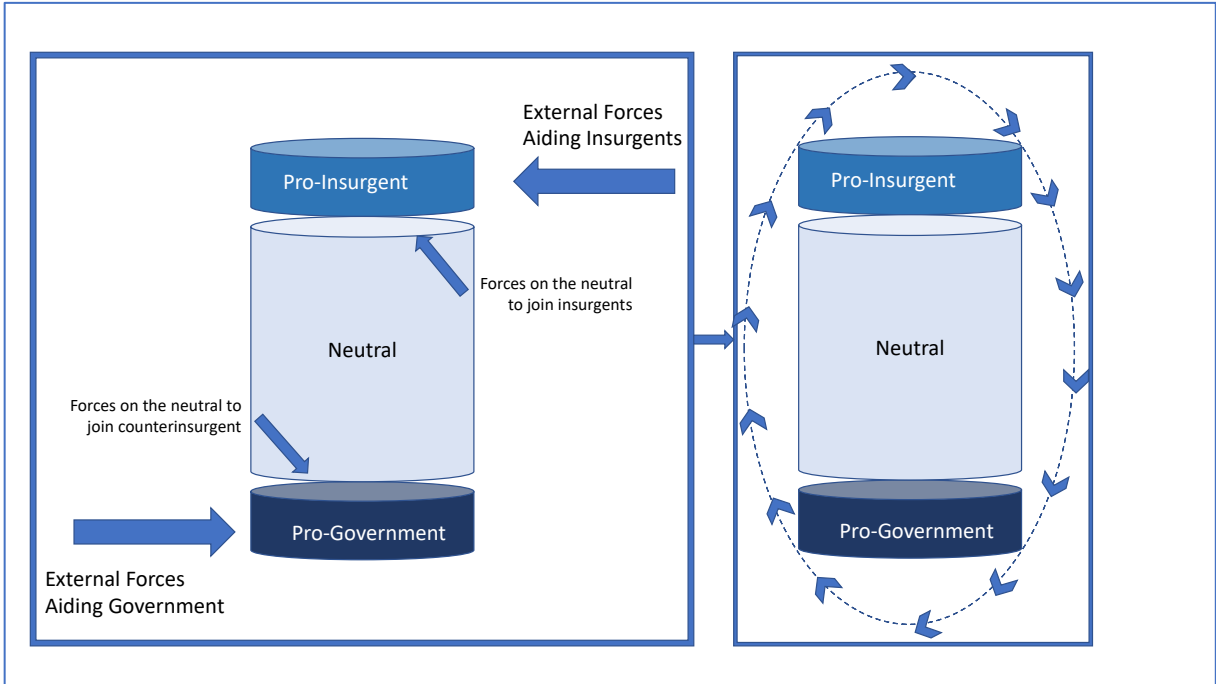 External Forces
Aiding Insurgents
Pro-Insurgent
Forces on the neutral
to join insurgents
Neutral
Forces on the neutral to
join counterinsurgent
Pro-Government
External Forces
Aiding Government
Pro-Insurgent
Neutral
Pro-Government